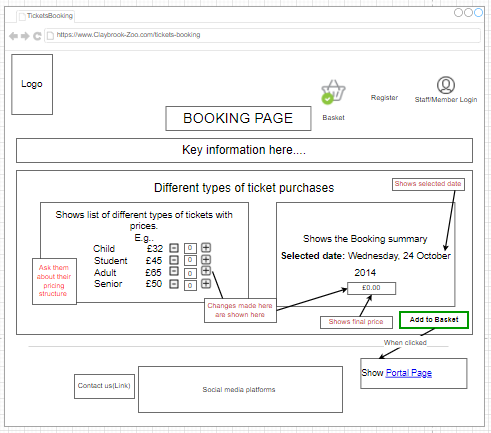 TicketsBooking
https://www.Claybrook-Zoo.com/tickets-booking
Logo
Basket
Register
Staff/Member Login
BOOKING PAGE
Key information here....
Different types of ticket purchases
Shows selected date
Shows list of different types of tickets with
prices.
E.g..
Child £32 0
Student £45 0
Adult £65 0
Senior £50 0
Ask them
about their
pricing
structure
Changes made here
are shown here
Shows the Booking summary
Selected date: Wednesday, 24 October
2014
£0.00
Shows final price
Add to Basket
When clicked
Show Portal Page
Contact us(Link)
Social media platforms